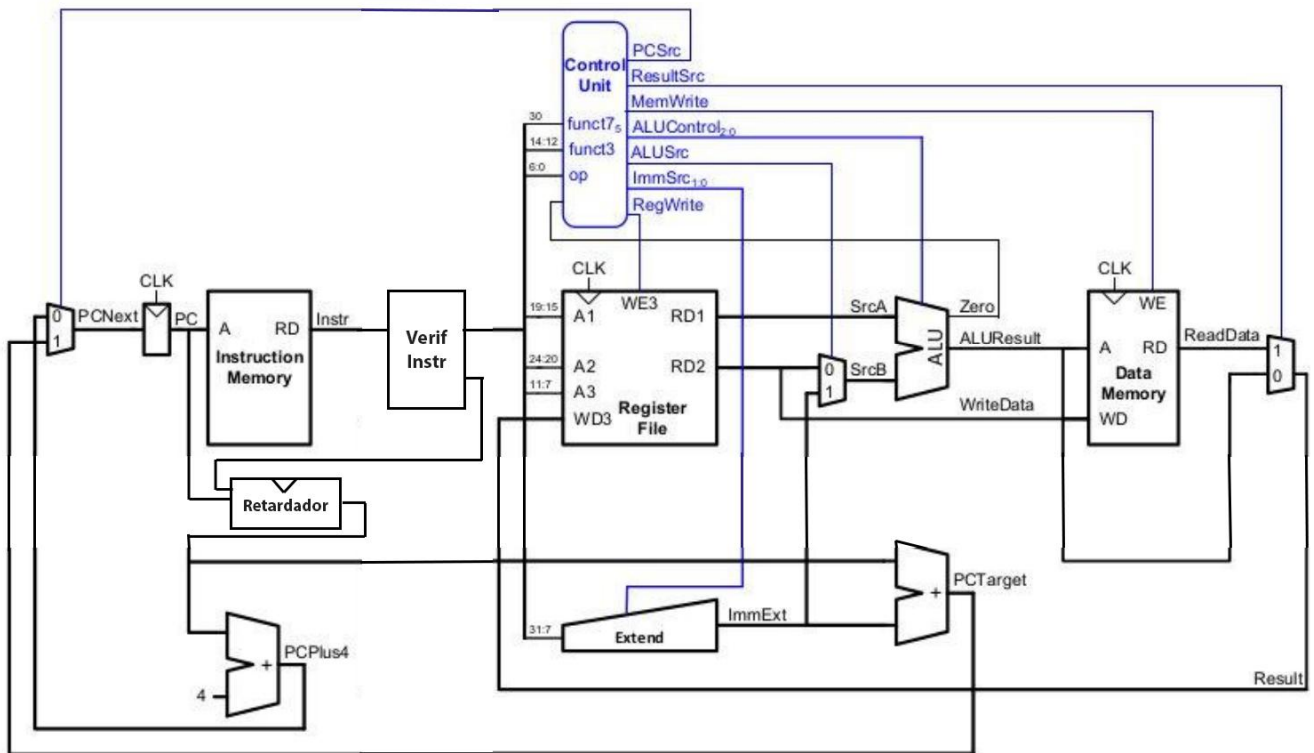 PCSrc
Control
Unit
ResultSrc
MemWrite
30
funct7₅
ALUControl₂:₀
14:12
funct3
ALUSrc
6:0
op
ImmSrc₁:₀
RegWrite
CLK
CLK
CLK
0
1
PCNext
PC
A
RD
Instruction
Memory
Instr
Verif
Instr
19:15
A1
WE3
RD1
SrcA
Zero
WE
24:20
A2
RD2
0
1
SrcB
ALU
ALUResult
A
RD
ReadData
1
0
11:7
A3
Data
Memory
WD3
Register
File
WriteData
WD
Retardador
PCTarget
+
31:7
Extend
ImmExt
PCPlus4
+
4
Result